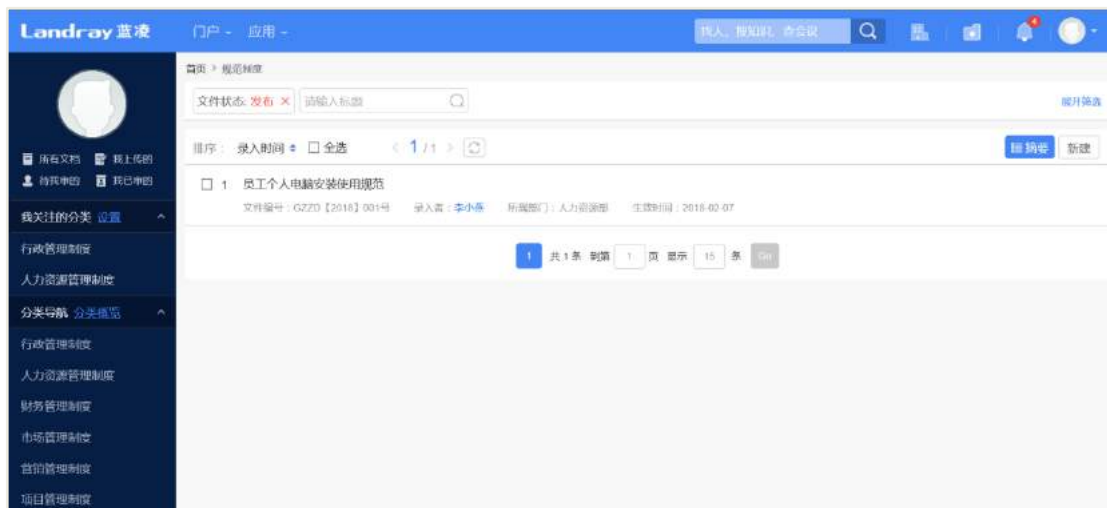 Landray 蓝凌 门户 应用 找人、搜知识、查会议 4
首页 > 规范制度
文件状态: 发布 × 请输入标题 展开筛选
排序： 录入时间 全选 < 1 / 1 > 摘要 新建
所有文档 我上传的
待我审的 我已审的
1 员工个人电脑安装使用规范
文件编号：GZZD【2018】001号 录入者：李小燕 所属部门：人力资源部 生效时间：2018-02-07
我关注的分类 设置
1 共 1 条 到第 1 页 显示 15 条 Go
行政管理制度
人力资源管理制度
分类导航 分类概览
行政管理制度
人力资源管理制度
财务管理制度
市场管理制度
营销管理制度
项目管理制度